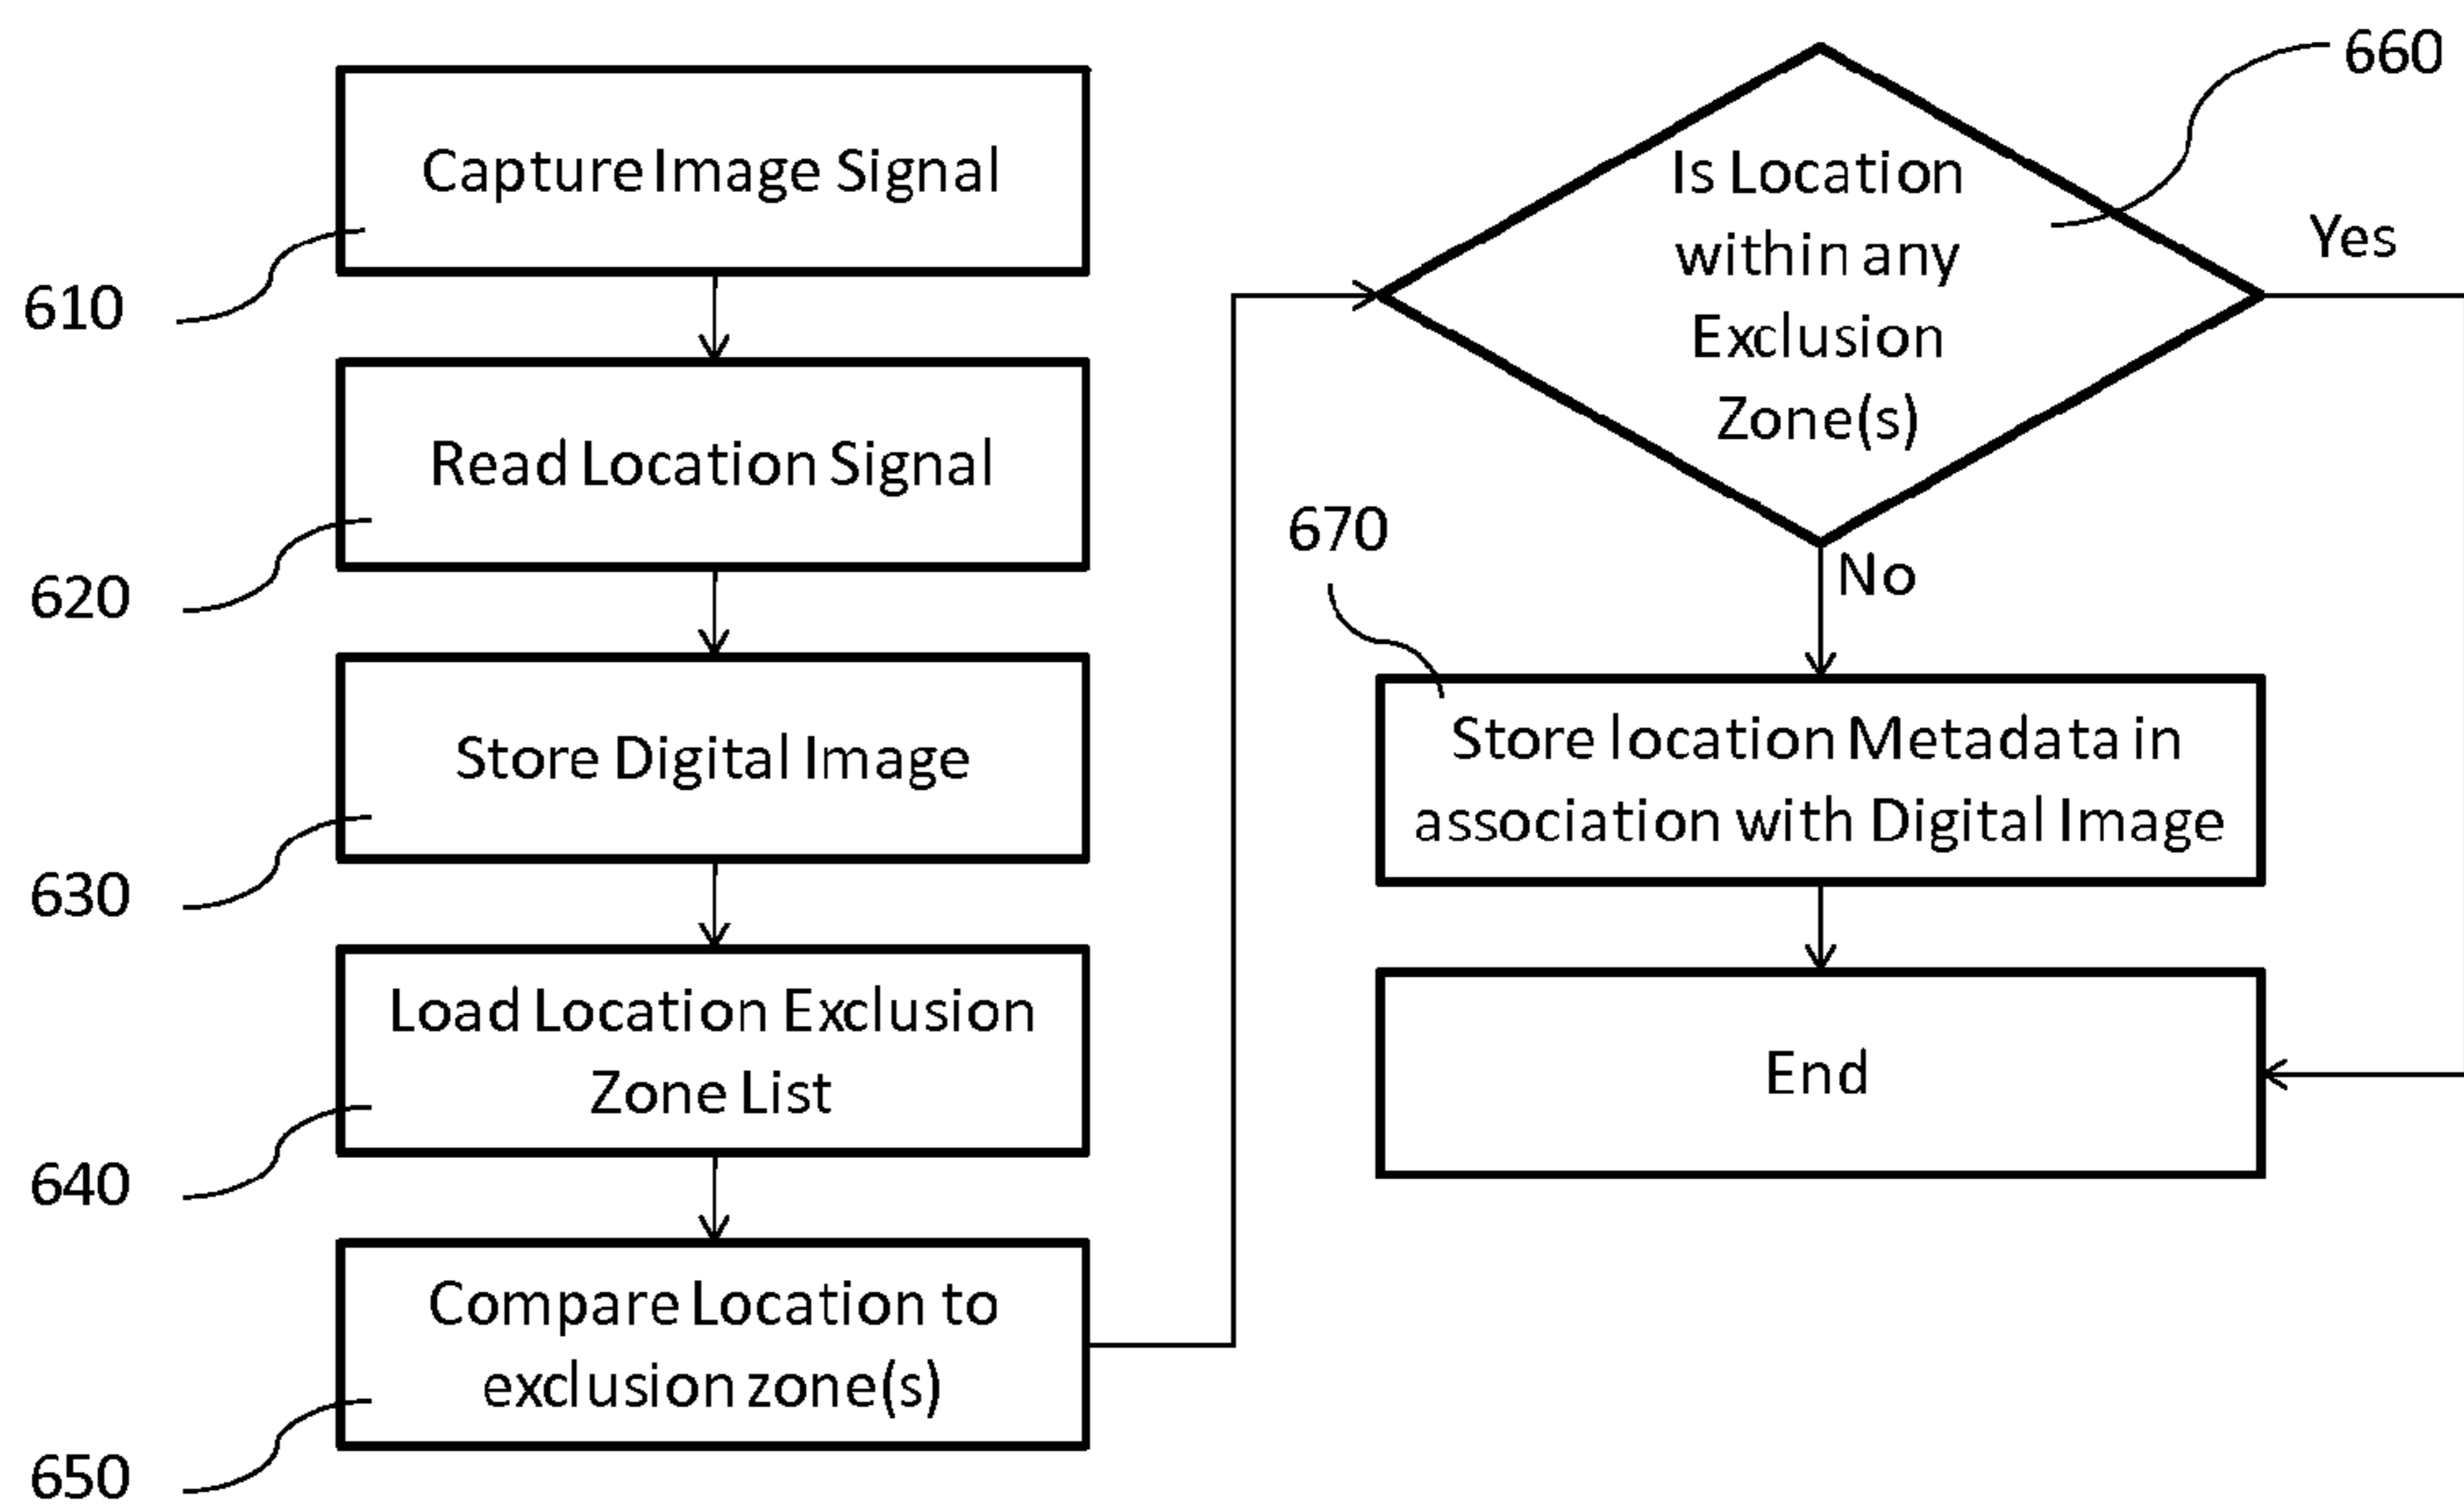 Capture Image Signal
610
Read Location Signal
620
Store Digital Image
630
Load Location Exclusion
Zone List
640
Compare Location to
exclusion zone(s)
650
660
Is Location
within any
Exclusion
Zone(s)
Yes
No
670
Store location Metadata in
association with Digital Image
End